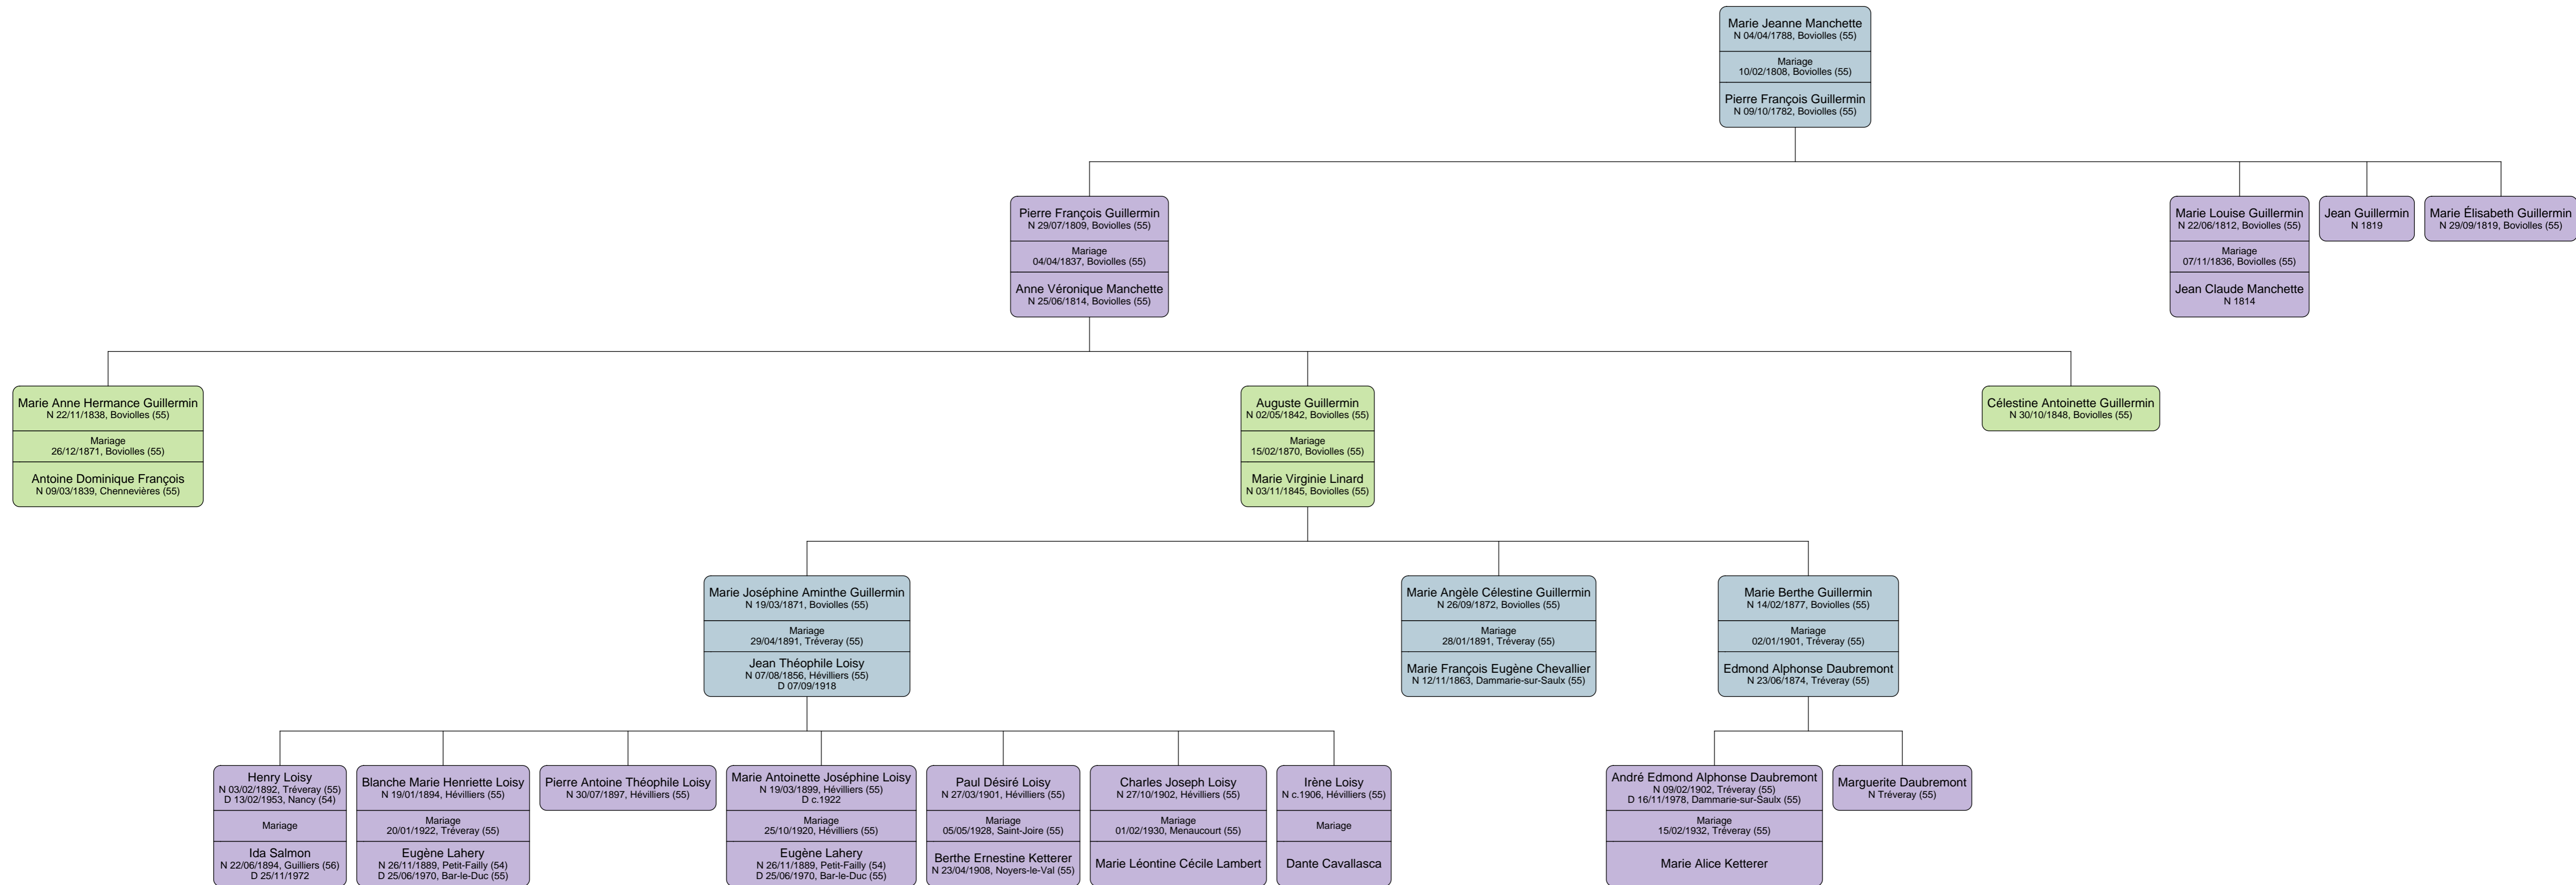 Marie Jeanne Manchette
N 04/04/1788, Boviolles (55)
Mariage
10/02/1808, Boviolles (55)
Pierre François Guillermin
N 09/10/1782, Boviolles (55)
Pierre François Guillermin
N 29/07/1809, Boviolles (55)
Mariage
04/04/1837, Boviolles (55)
Anne Véronique Manchette
N 25/06/1814, Boviolles (55)
Marie Louise Guillermin
N 22/06/1812, Boviolles (55)
Mariage
07/11/1836, Boviolles (55)
Jean Claude Manchette
N 1814
Jean Guillermin
N 1819
Marie Élisabeth Guillermin
N 29/09/1819, Boviolles (55)
Marie Anne Hermance Guillermin
N 22/11/1838, Boviolles (55)
Mariage
26/12/1871, Boviolles (55)
Antoine Dominique François
N 09/03/1839, Chennevières (55)
Auguste Guillermin
N 02/05/1842, Boviolles (55)
Mariage
15/02/1870, Boviolles (55)
Marie Virginie Linard
N 03/11/1845, Boviolles (55)
Célestine Antoinette Guillermin
N 30/10/1848, Boviolles (55)
Marie Joséphine Aminthe Guillermin
N 19/03/1871, Boviolles (55)
Mariage
29/04/1891, Tréveray (55)
Jean Théophile Loisy
N 07/08/1856, Hévilliers (55)
D 07/09/1918
Marie Angèle Célestine Guillermin
N 26/09/1872, Boviolles (55)
Mariage
28/01/1891, Tréveray (55)
Marie François Eugène Chevallier
N 12/11/1863, Dammarie-sur-Saulx (55)
Marie Berthe Guillermin
N 14/02/1877, Boviolles (55)
Mariage
02/01/1901, Tréveray (55)
Edmond Alphonse Daubremont
N 23/06/1874, Tréveray (55)
Henry Loisy
N 03/02/1892, Tréveray (55)
D 13/02/1953, Nancy (54)
Mariage
Ida Salmon
N 22/06/1894, Guilliers (56)
D 25/11/1972
Blanche Marie Henriette Loisy
N 19/01/1894, Hévilliers (55)
Mariage
20/01/1922, Tréveray (55)
Eugène Lahery
N 26/11/1889, Petit-Failly (54)
D 25/06/1970, Bar-le-Duc (55)
Pierre Antoine Théophile Loisy
N 30/07/1897, Hévilliers (55)
Marie Antoinette Joséphine Loisy
N 19/03/1899, Hévilliers (55)
D c.1922
Mariage
25/10/1920, Hévilliers (55)
Eugène Lahery
N 26/11/1889, Petit-Failly (54)
D 25/06/1970, Bar-le-Duc (55)
Paul Désiré Loisy
N 27/03/1901, Hévilliers (55)
Mariage
05/05/1928, Saint-Joire (55)
Berthe Ernestine Ketterer
N 23/04/1908, Noyers-le-Val (55)
Charles Joseph Loisy
N 27/10/1902, Hévilliers (55)
Mariage
01/02/1930, Menaucourt (55)
Marie Léontine Cécile Lambert
Irène Loisy
N c.1906, Hévilliers (55)
Mariage
Dante Cavallasca
André Edmond Alphonse Daubremont
N 09/02/1902, Tréveray (55)
D 16/11/1978, Dammarie-sur-Saulx (55)
Mariage
15/02/1932, Tréveray (55)
Marie Alice Ketterer
Marguerite Daubremont
N Tréveray (55)